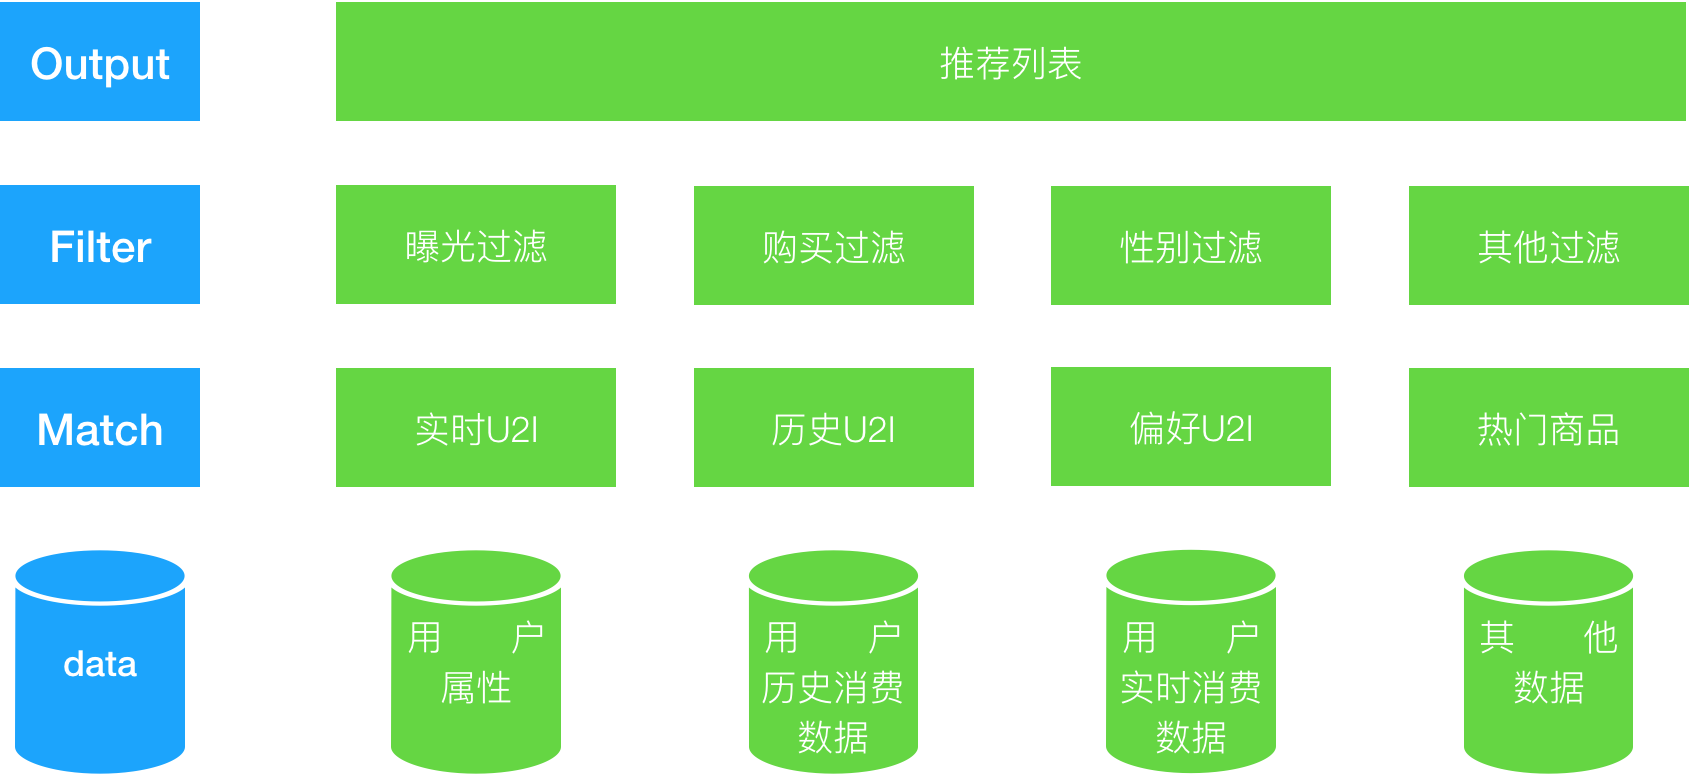 Output
推荐列表
Filter
曝光过滤
购买过滤
性别过滤
其他过滤
Match
实时U2I
历史U2I
偏好U2I
热门商品
data
用 户
属性
用 户
历史消费
数据
用 户
实时消费
数据
其 他
数据